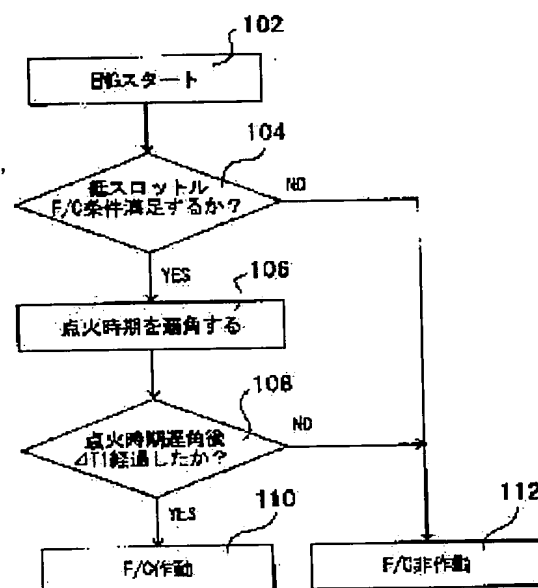 102
ENGスタート
104
低スロットル
F/C条件満足するか?
NO
YES
106
点火時期を遅角する
108
点火時期遅角後
ΔT1経過したか?
NO
YES
110
F/C作動
112
F/C非作動